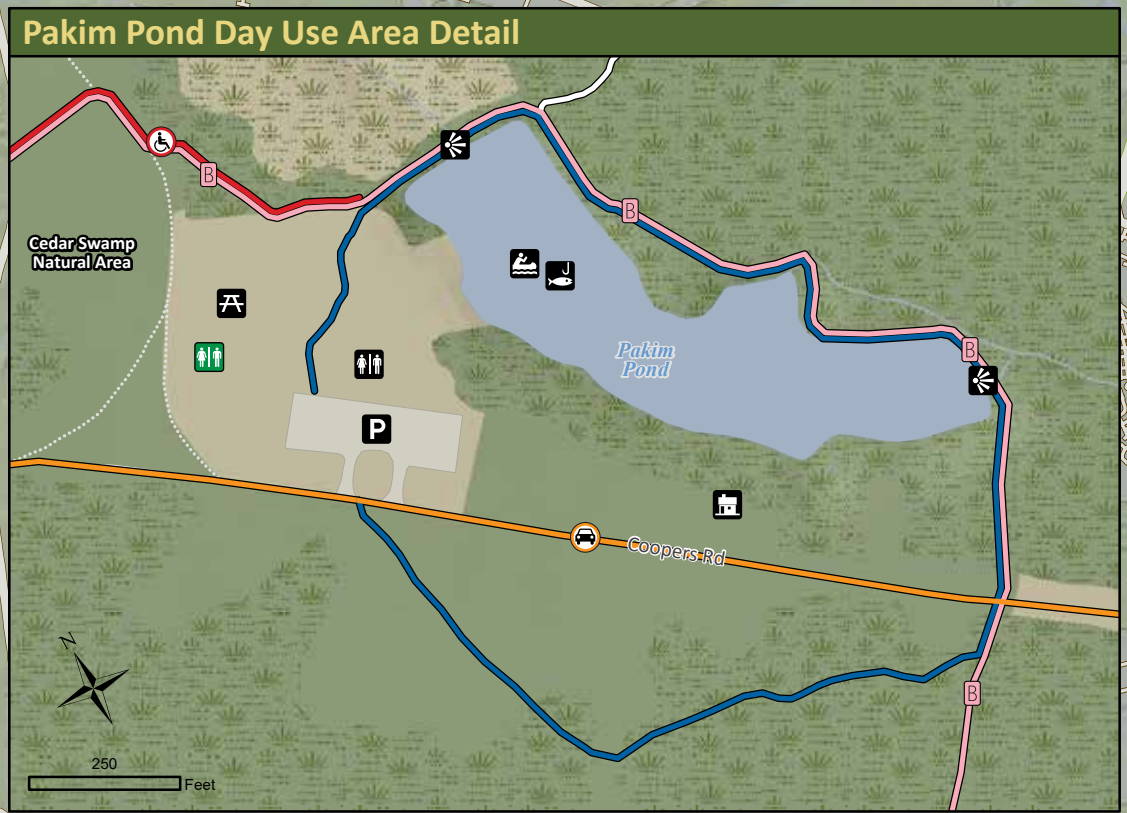 Pakim Pond Day Use Area Detail
B
B
Cedar Swamp
Natural Area
Pakim
Pond
B
P
Coopers Rd
N
B
250
Feet